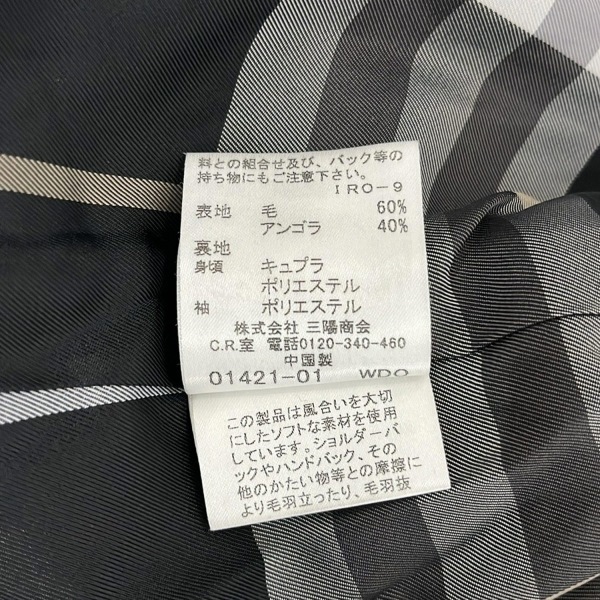 料との組合せ及び、バック等の
持ち物にもご注意下さい。
IRO-9
表地 毛 60%
アンゴラ 40%
裏地
身頃 キュプラ
ポリエステル
袖 ポリエステル
株式会社 三陽商会
C.R.室 電話0120-340-460
中国製
01421-01 WDO
この製品は風合いを大切
にしたソフトな素材を使用
しています。ショルダーバ
ックやハンドバック、その
他のかたい物等との摩擦に
より毛羽立ったり、毛羽抜